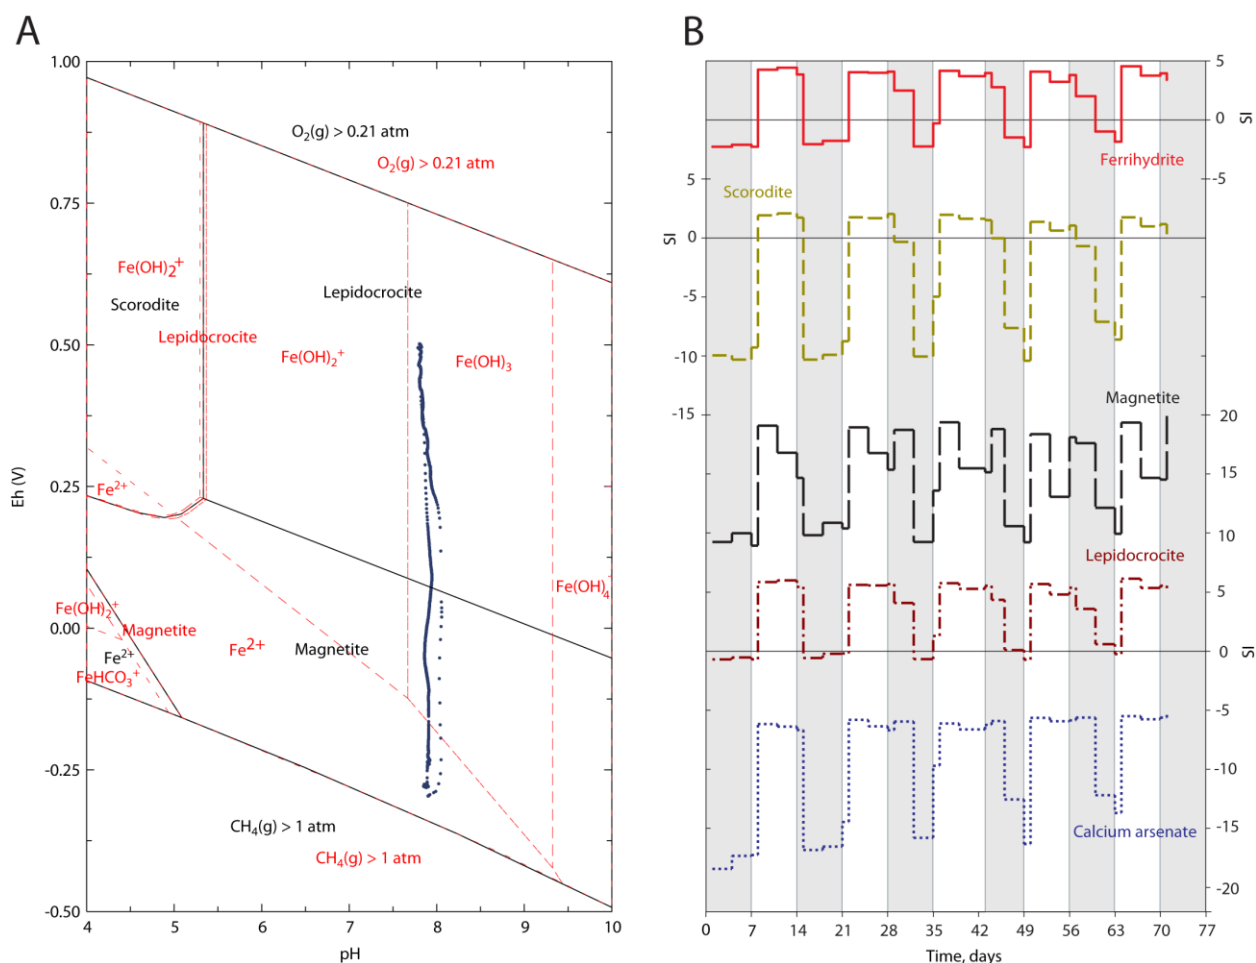 A
1.00
0.75
0.50
0.25
0.00
-0.25
-0.50
Eh (V)
4
5
6
7
8
9
10
pH
O2(g) > 0.21 atm
O2(g) > 0.21 atm
Fe(OH)2+
Scorodite
Lepidocrocite
Lepidocrocite
Fe(OH)2+
Fe(OH)3
Fe2+
Fe(OH)4-
Fe(OH)2+
Magnetite
Fe2+
Magnetite
Fe2+
FeHCO3+
CH4(g) > 1 atm
CH4(g) > 1 atm
B
5
0
-5
SI
Ferrihydrite
5
0
-5
-10
-15
SI
Scorodite
Magnetite
20
15
10
Lepidocrocite
5
0
-5
-10
-15
-20
SI
Calcium arsenate
0
7
14
21
28
35
42
49
56
63
70
77
Time, days